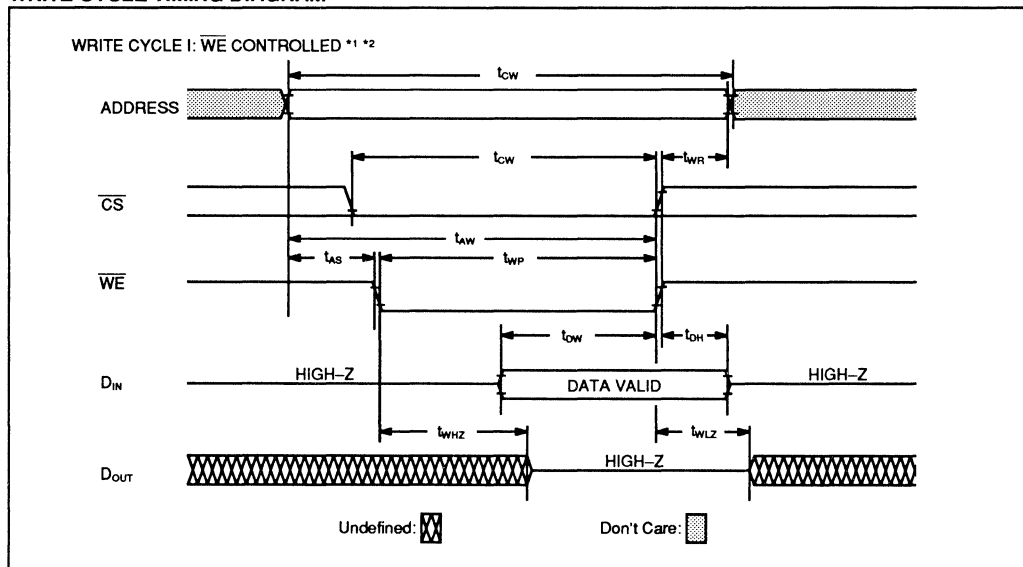 WRITE CYCLE I: WE CONTROLLED *1 *2
tCW
ADDRESS
tCW
tWR
CS
tAW
tAS
tWP
WE
tDW
tDH
HIGH–Z
HIGH–Z
DIN
DATA VALID
tWHZ
tWLZ
HIGH–Z
DOUT
Undefined:
Don't Care: